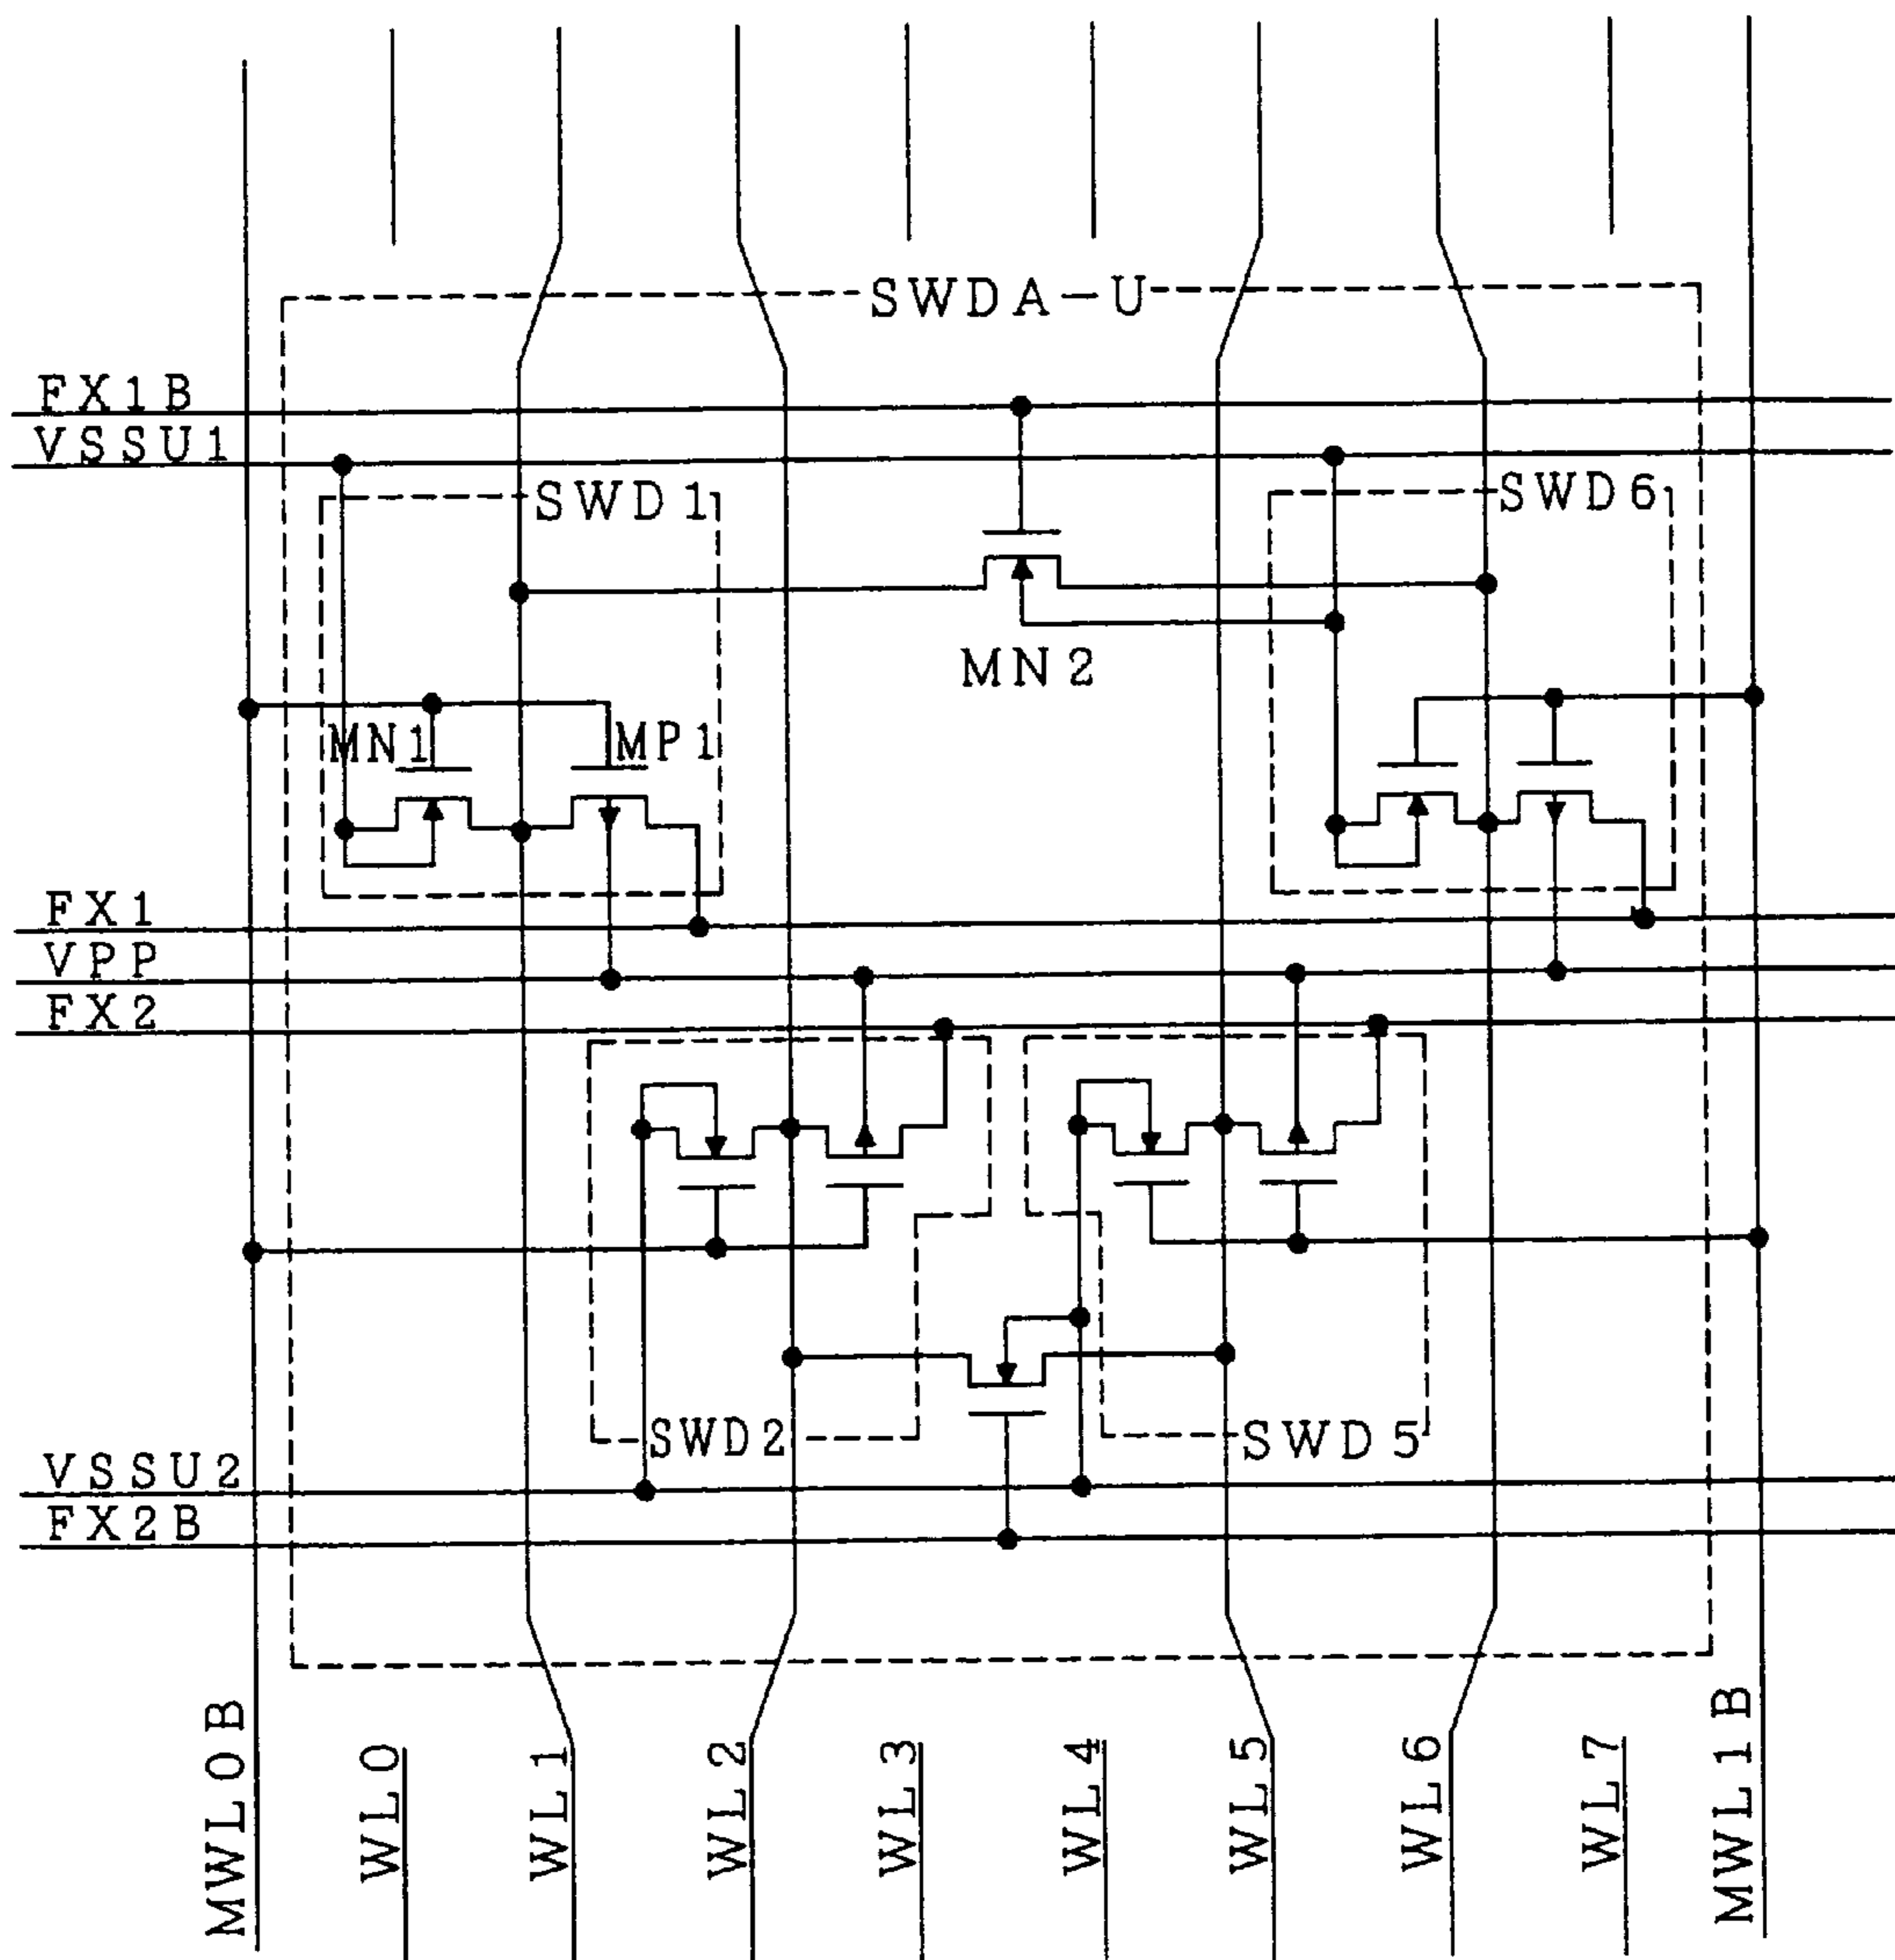 SWDA-U
FX1B
VSSU1
SWD1
SWD6
MN2
MN1
MP1
FX1
VPP
FX2
SWD2
SWD5
VSSU2
FX2B
MWL0B
WL0
WL1
WL2
WL3
WL4
WL5
WL6
WL7
MWL1B